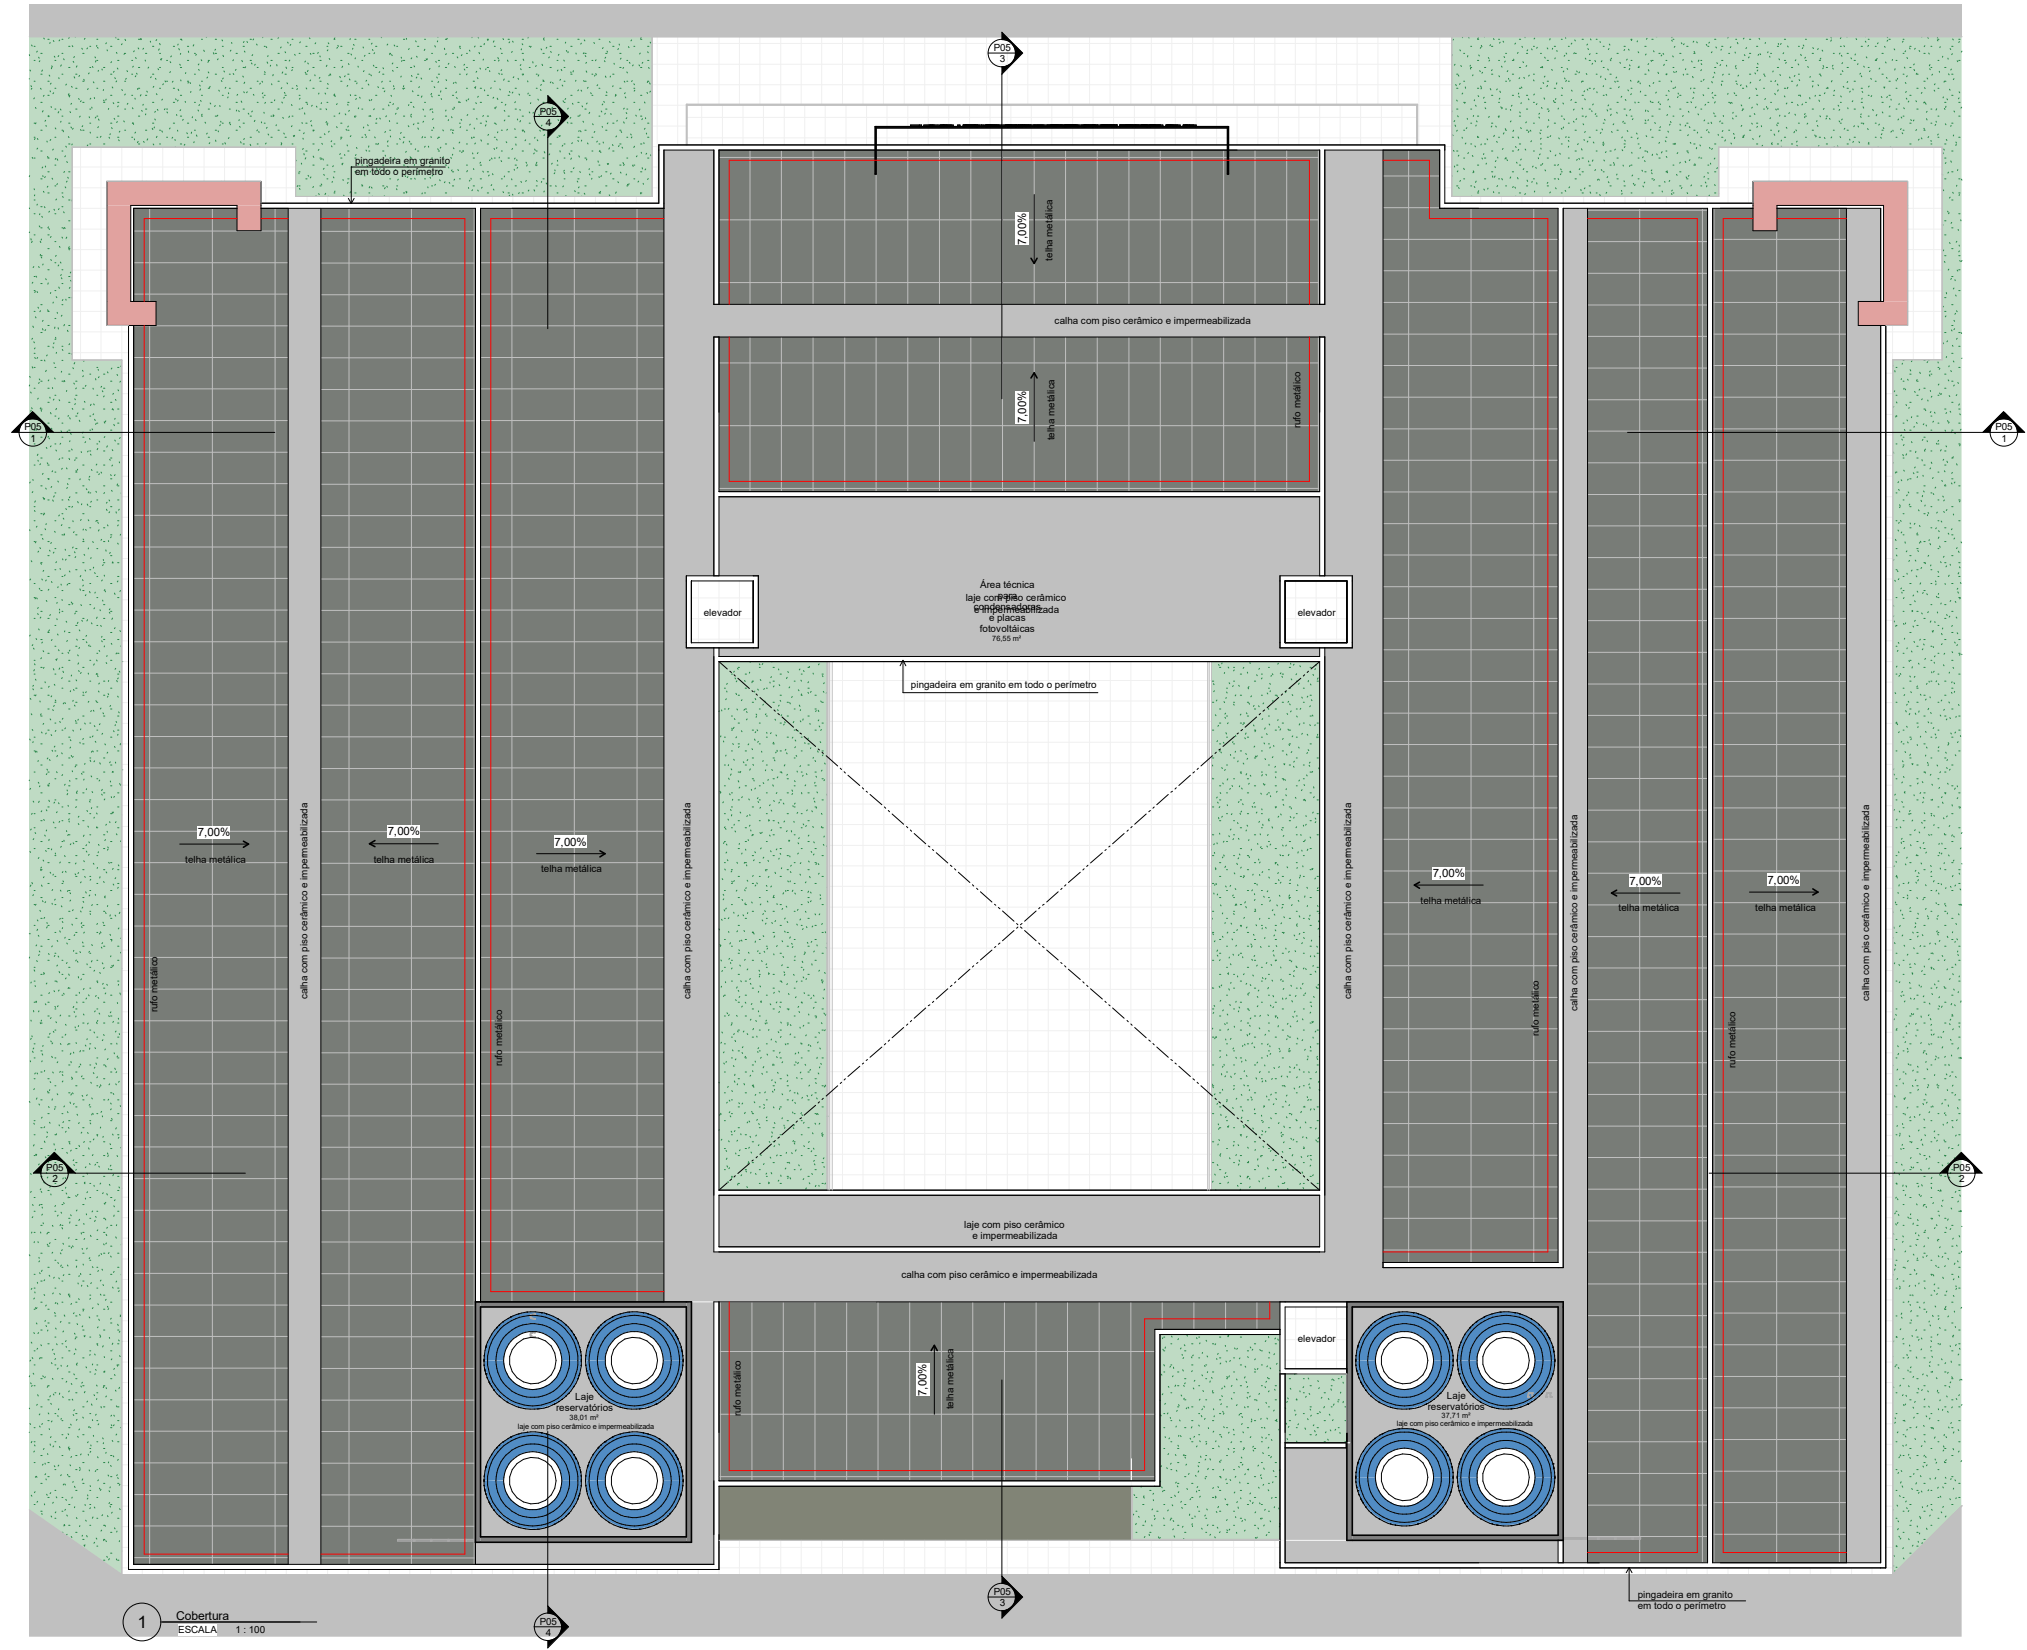 P05
3
P05
4
pingadeira em granito
em todo o perímetro
7,00%
telha metálica
calha com piso cerâmico e impermeabilizada
7,00%
telha metálica
rufo metálico
P05
1
P05
1
Área técnica
para
condensadoras
e placas
fotovoltáicas
76,55 m²
laje com piso cerâmico
e impermeabilizada
elevador
elevador
pingadeira em granito em todo o perímetro
7,00%
telha metálica
calha com piso cerâmico e impermeabilizada
7,00%
telha metálica
7,00%
telha metálica
calha com piso cerâmico e impermeabilizada
calha com piso cerâmico e impermeabilizada
7,00%
telha metálica
calha com piso cerâmico e impermeabilizada
7,00%
telha metálica
7,00%
telha metálica
calha com piso cerâmico e impermeabilizada
rufo metálico
rufo metálico
rufo metálico
rufo metálico
P05
2
P05
2
laje com piso cerâmico
e impermeabilizada
calha com piso cerâmico e impermeabilizada
elevador
7,00%
telha metálica
rufo metálico
Laje
reservatórios
38,01 m²
laje com piso cerâmico e impermeabilizada
Laje
reservatórios
37,71 m²
laje com piso cerâmico e impermeabilizada
P05
3
pingadeira em granito
em todo o perímetro
1
Cobertura
ESCALA 1 : 100
P05
4